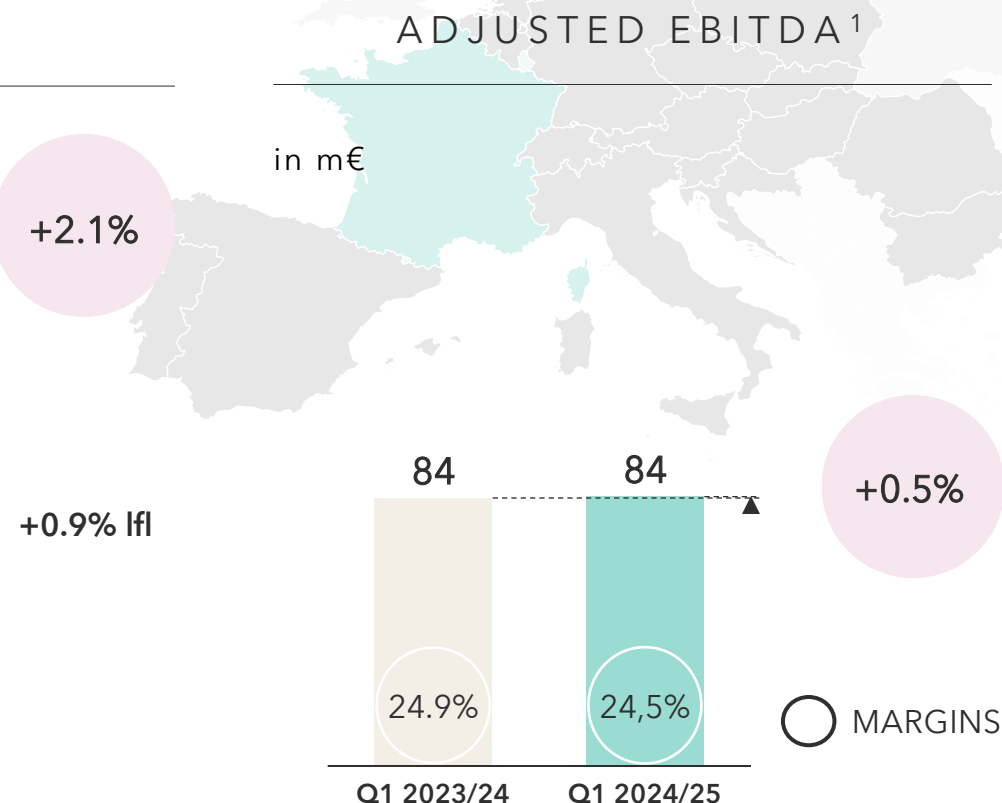 ADJUSTED EBITDA¹
in m€
+2.1%
84
84
+0.5%
+0.9% lfl
24.9%
24,5%
MARGINS
Q1 2023/24
Q1 2024/25